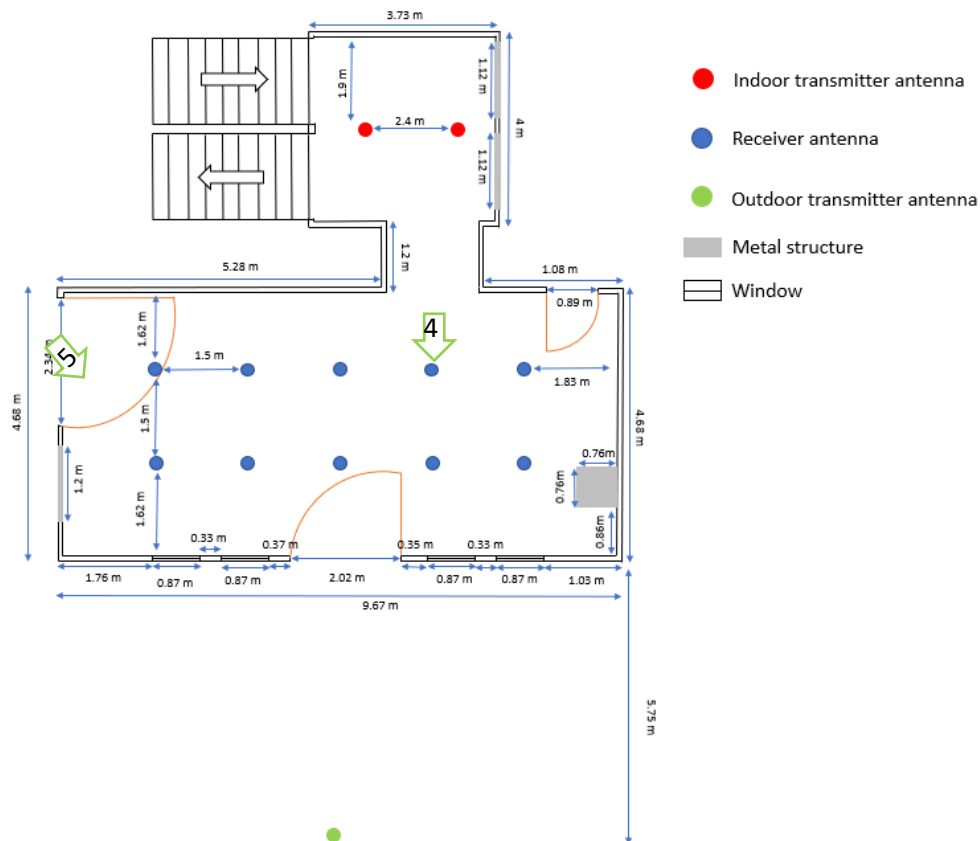 3.73 m
1.9 m
1.12 m
2.4 m
4 m
1.12 m
Indoor transmitter antenna
Receiver antenna
Outdoor transmitter antenna
Metal structure
Window
1.2 m
5.28 m
1.08 m
0.89 m
4
1.62 m
5
2.34 m
1.5 m
1.83 m
4.68 m
1.5 m
4.68 m
1.2 m
0.76m
0.79m
1.62 m
0.86m
0.33 m
0.37 m
0.35 m
0.33 m
1.76 m
0.87 m
0.87 m
2.02 m
0.87 m
0.87 m
1.03 m
9.67 m
5.75 m